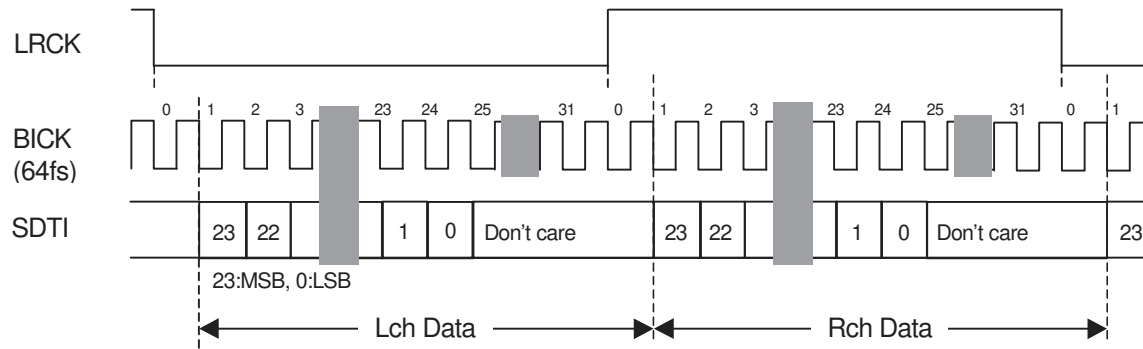 LRCK
0 1 2 3 23 24 25 31 0 1 2 3 23 24 25 31 0 1
BICK
(64fs)
SDTI 23 22 1 0 Don't care 23 22 1 0 Don't care 23
23:MSB, 0:LSB
Lch Data Rch Data